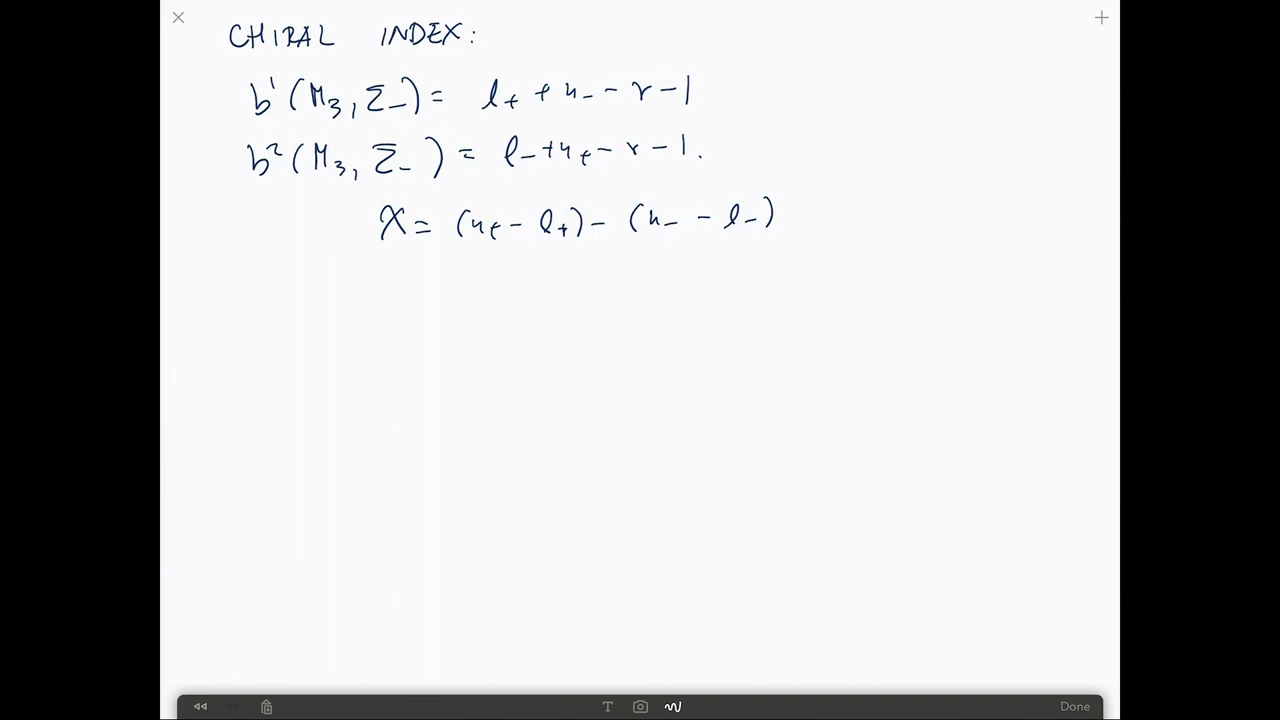 CHIRAL INDEX:
b¹(M₃, Σ₋) = l₊ + n₋ - r - 1
b²(M₃, Σ₋) = l₋ + n₊ - r - 1.
χ = (n₊ - l₊) - (n₋ - l₋)
T Done